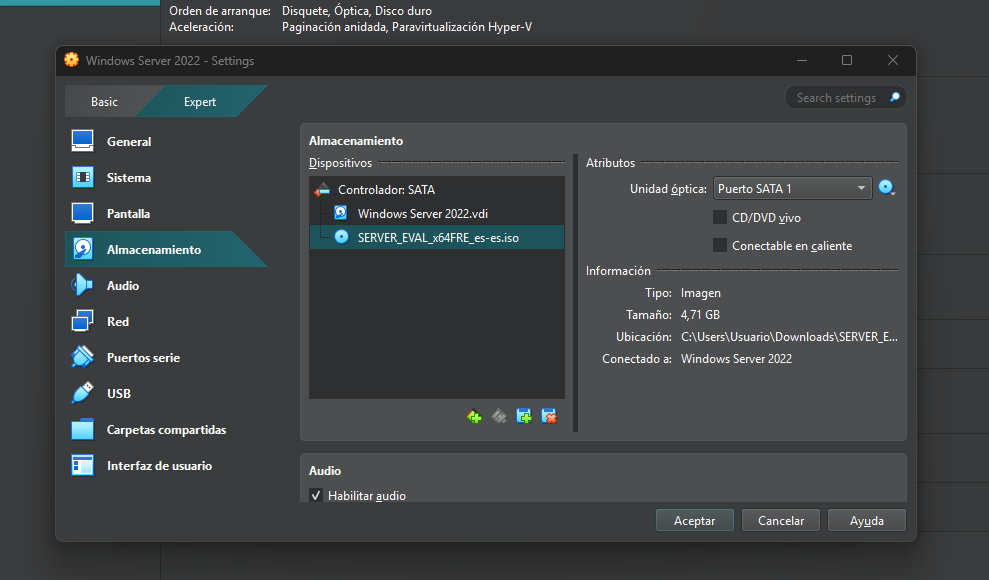 Orden de arranque: Disquete, Óptica, Disco duro
Aceleración: Paginación anidada, Paravirtualización Hyper-V
Windows Server 2022 - Settings
Basic Expert
Search settings
General
Sistema
Pantalla
Almacenamiento
Audio
Red
Puertos serie
USB
Carpetas compartidas
Interfaz de usuario
Almacenamiento
Dispositivos
Controlador: SATA
Windows Server 2022.vdi
SERVER_EVAL_x64FRE_es-es.iso
Atributos
Unidad óptica: Puerto SATA 1
CD/DVD vivo
Conectable en caliente
Información
Tipo: Imagen
Tamaño: 4,71 GB
Ubicación: C:\Users\Usuario\Downloads\SERVER_E...
Conectado a: Windows Server 2022
Audio
Habilitar audio
Aceptar Cancelar Ayuda